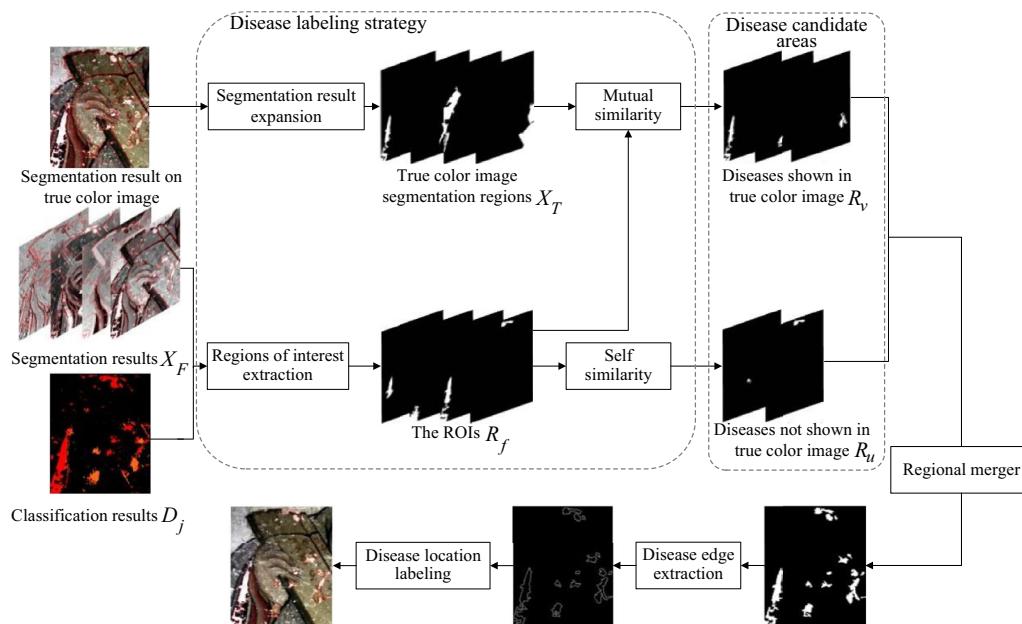 Disease labeling strategy
Disease candidate
areas
Segmentation result
expansion
Mutual
similarity
Segmentation result on
true color image
True color image
segmentation regions X_T
Diseases shown in
true color image R_v
Segmentation results X_F
Regions of interest
extraction
Self
similarity
The ROIs R_f
Diseases not shown in
true color image R_u
Regional merger
Classification results D_j
Disease location
labeling
Disease edge
extraction